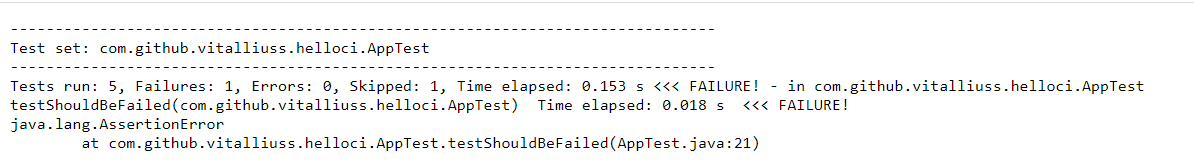 -------------------------------------------------------------------------------
Test set: com.github.vitalliuss.helloci.AppTest
-------------------------------------------------------------------------------
Tests run: 5, Failures: 1, Errors: 0, Skipped: 1, Time elapsed: 0.153 s <<< FAILURE! - in com.github.vitalliuss.helloci.AppTest
testShouldBeFailed(com.github.vitalliuss.helloci.AppTest)  Time elapsed: 0.018 s  <<< FAILURE!
java.lang.AssertionError
	at com.github.vitalliuss.helloci.AppTest.testShouldBeFailed(AppTest.java:21)